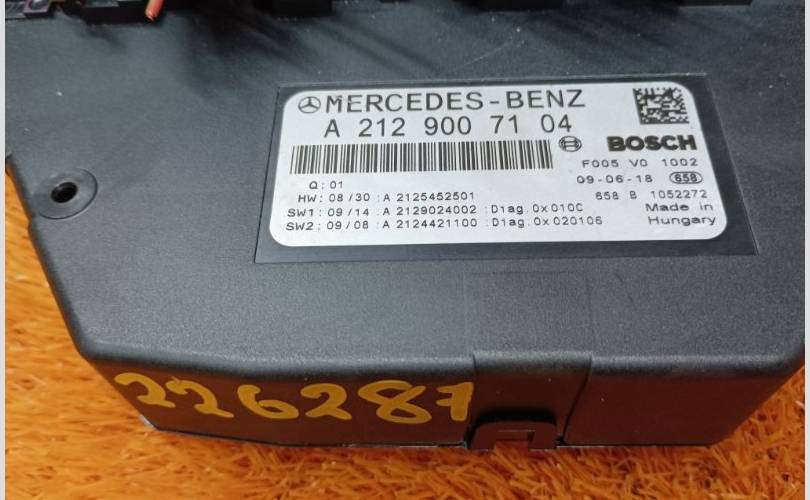 MERCEDES-BENZ
A 212 900 71 04
BOSCH
F005 V0 1002
Q: 01
09-06-18 658
HW: 08/30 :A 2125452501
658 B 1052272
SW1: 09/14 :A 2129024002 :Diag.0x010C
Made in
SW2: 09/08 :A 2124421100 :Diag.0x020106
Hungary
226287